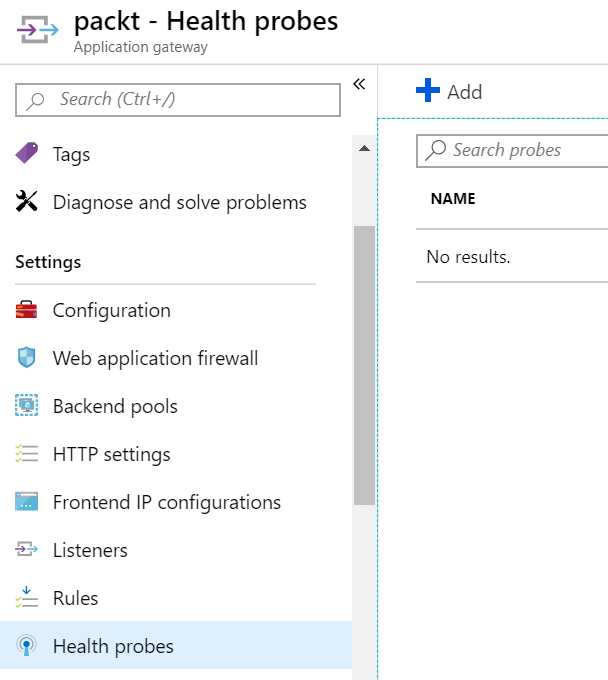 packt - Health probes
Application gateway
Search (Ctrl+/)
Tags
Diagnose and solve problems
Settings
Configuration
Web application firewall
Backend pools
HTTP settings
Frontend IP configurations
Listeners
Rules
Health probes
Add
Search probes
NAME
No results.